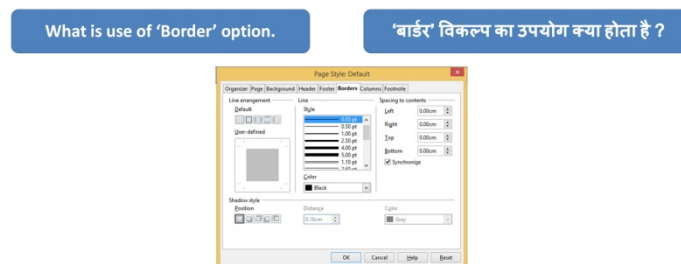 What is use of ‘Border’ option.
‘बार्डर’ विकल्प का उपयोग क्या होता है ?
Page Style: Default
Organizer Page Background Header Footer Borders Columns Footnote
Line arrangement Line Spacing to contents
Default Style Left 0.00cm
0.05 pt
0.50 pt
1.00 pt Right 0.00cm
User-defined 2.50 pt Top 0.00cm
4.00 pt
5.00 pt Bottom 0.00cm
1.10 pt Synchronize
Color
Black
Shadow style
Position Distance Color
0.18cm Gray
OK Cancel Help Reset